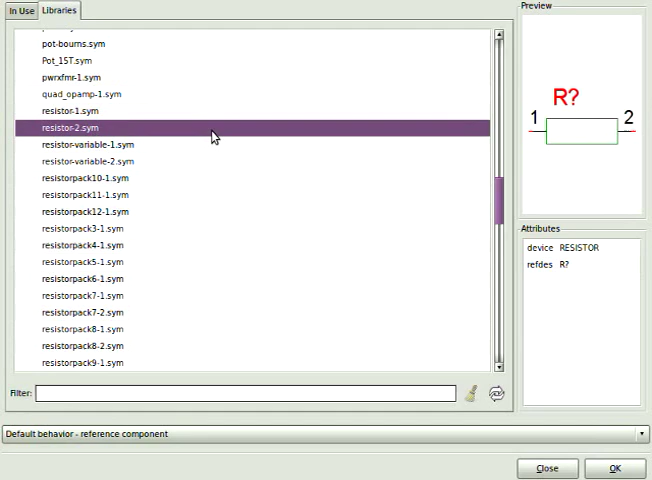 In Use
Libraries
pot-bourns.sym
Pot_15T.sym
pwrxfmr-1.sym
quad_opamp-1.sym
resistor-1.sym
resistor-2.sym
resistor-variable-1.sym
resistor-variable-2.sym
resistorpack10-1.sym
resistorpack11-1.sym
resistorpack12-1.sym
resistorpack3-1.sym
resistorpack4-1.sym
resistorpack5-1.sym
resistorpack6-1.sym
resistorpack7-1.sym
resistorpack7-2.sym
resistorpack8-1.sym
resistorpack8-2.sym
resistorpack9-1.sym
Filter:
Preview
R?
1 2
Attributes
device RESISTOR
refdes R?
Default behavior - reference component
Close OK